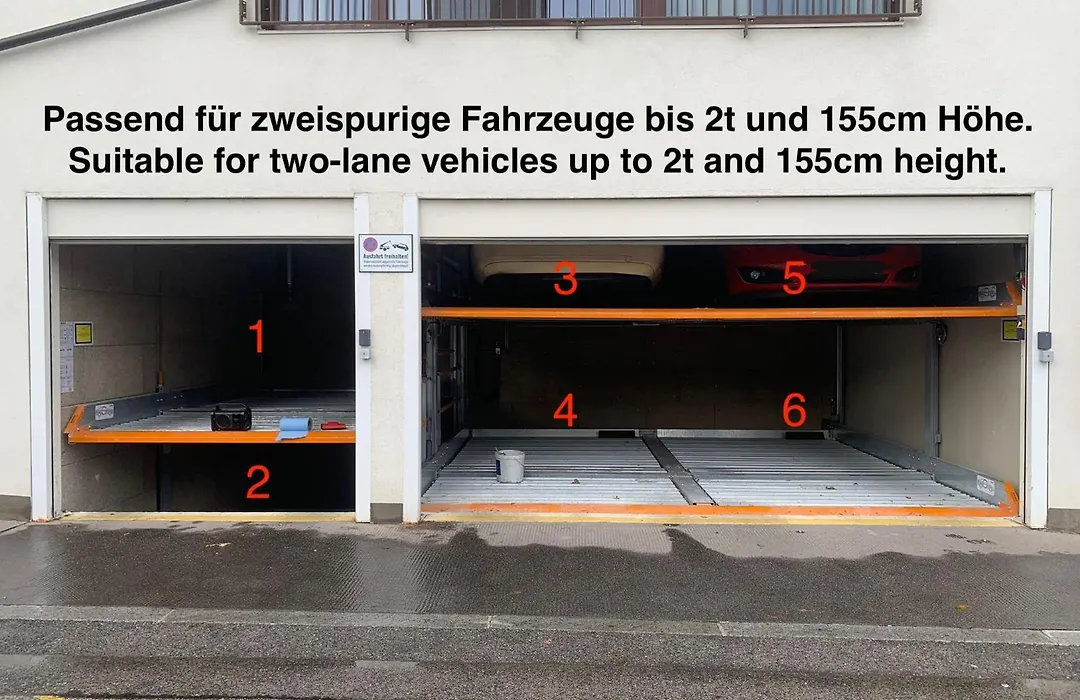 Passend für zweispurige Fahrzeuge bis 2t und 155cm Höhe.
Suitable for two-lane vehicles up to 2t and 155cm height.
Ausfahrt freihalten!
3
5
1
4
6
2